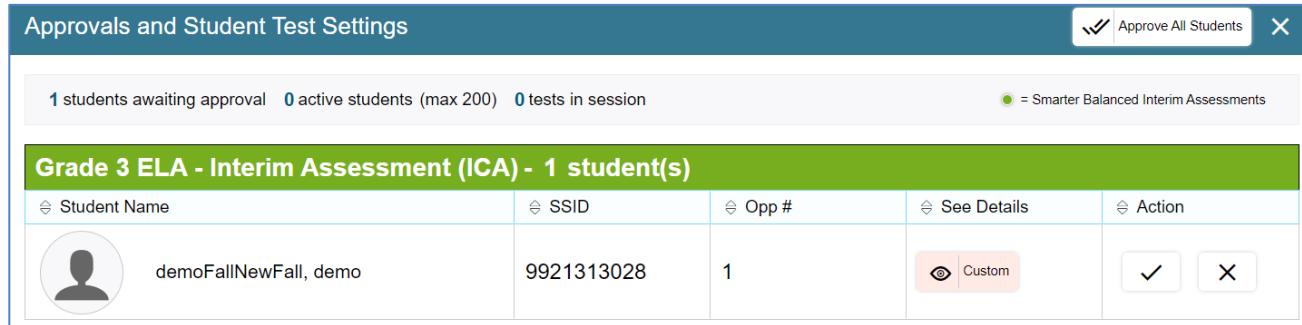 Approvals and Student Test Settings
Approve All Students
1 students awaiting approval 0 active students (max 200) 0 tests in session
= Smarter Balanced Interim Assessments
Grade 3 ELA - Interim Assessment (ICA) - 1 student(s)
Student Name SSID Opp # See Details Action
demoFallNewFall, demo 9921313028 1 Custom